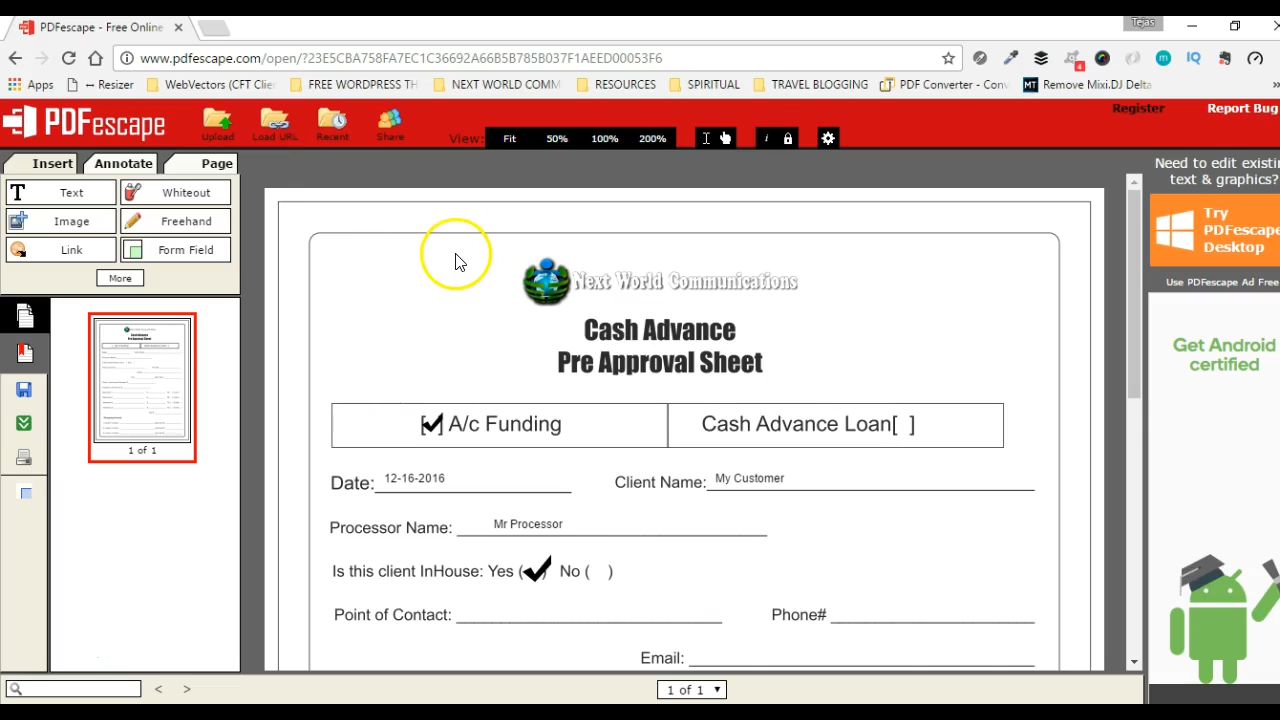 PDFescape - Free Online
Tejas
www.pdfescape.com/open/?23E5CBA7E8FA7EC1C36602A66B5B785B037F1AEED00053F6
Apps
↔ Resizer
WebVectors (CFT Clie
FREE WORDPRESS TH
NEXT WORLD COMM
RESOURCES
SPIRITUAL
TRAVEL BLOGGING
PDF Converter - Conv
Remove Mixi.DJ Delta
PDFescape
Upload
Load URL
Recent
Share
View:
Fit
50%
100%
200%
Register
Report Bug
Insert
Annotate
Page
Text
Whiteout
Image
Freehand
Link
Form Field
More
1 of 1
Next World Communications
Cash Advance
Pre Approval Sheet
[✓] A/c Funding
Cash Advance Loan[ ]
Date: 12-16-2016
Client Name: My Customer
Processor Name: Mr Processor
Is this client InHouse: Yes (✓) No ( )
Point of Contact:
Phone#
Email:
Need to edit existin
text & graphics?
Try
PDFescape
Desktop
Use PDFescape Ad Free
Get Android
certified
1 of 1